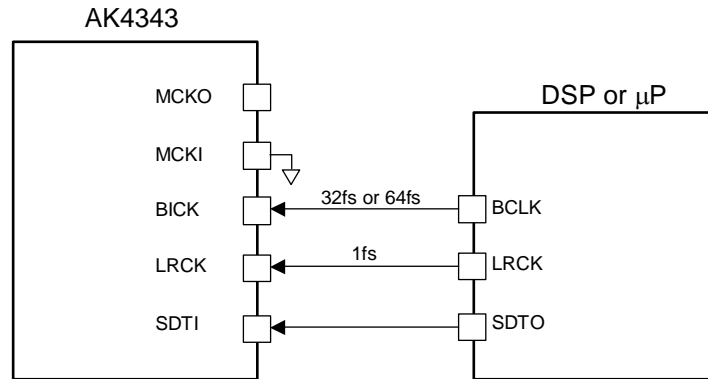 AK4343
DSP or μP
MCKO
MCKI
BICK
32fs or 64fs
BCLK
LRCK
1fs
LRCK
SDTI
SDTO